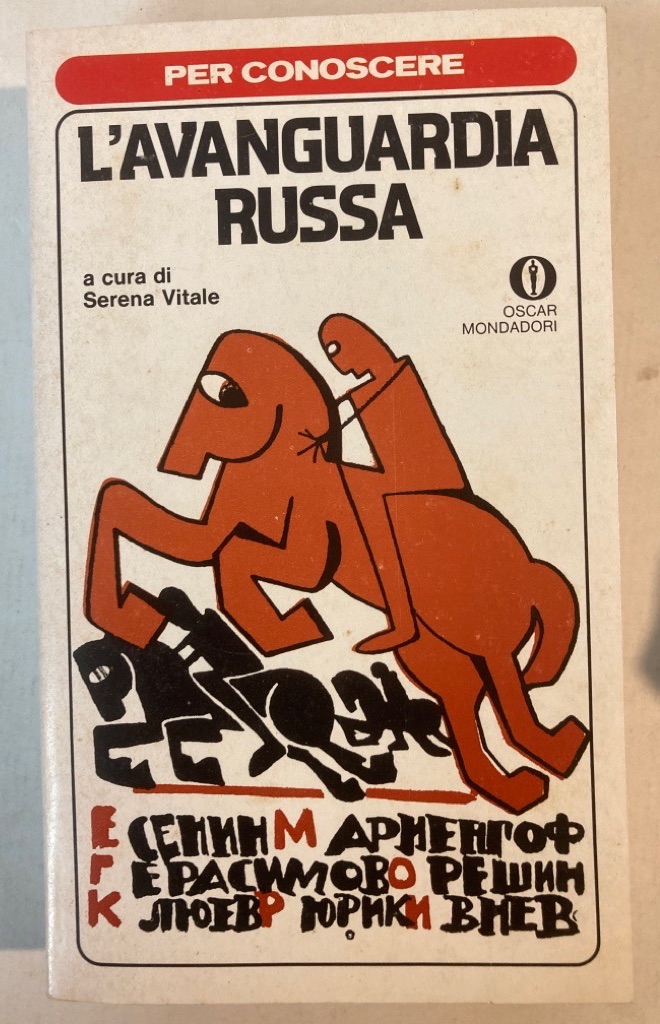 PER CONOSCERE
L'AVANGUARDIA
RUSSA
a cura di
Serena Vitale
OSCAR
MONDADORI
ЕСЕНИН МАРИЕНГОФ
ГЕРАСИМОВ ОРЕШИН
КЛЮЕВ РЮРИК ИВНЕВ